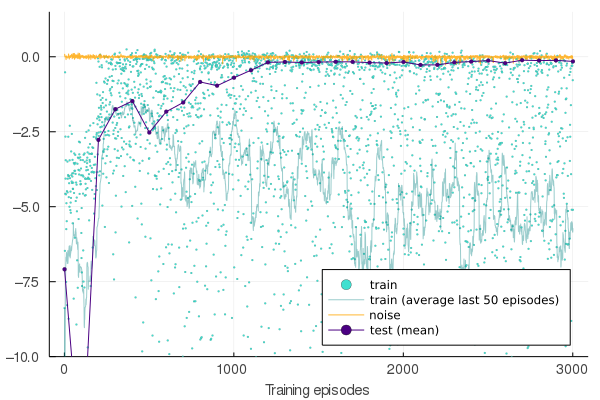 0.0
−2.5
−5.0
−7.5
−10.0
0
1000
2000
3000
Training episodes
train
train (average last 50 episodes)
noise
test (mean)